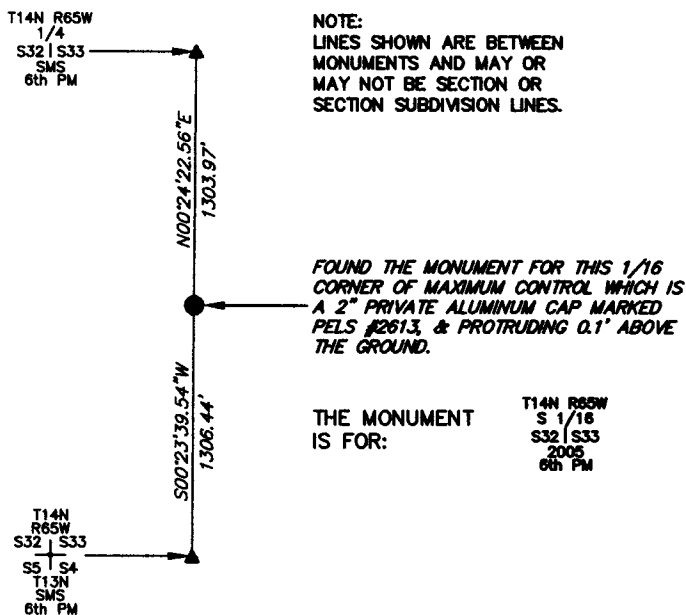 T14N R65W
1/4
S32 | S33
SMS
6th PM
NOTE:
LINES SHOWN ARE BETWEEN
MONUMENTS AND MAY OR
MAY NOT BE SECTION OR
SECTION SUBDIVISION LINES.
N00°24'22.56"E
1303.97'
FOUND THE MONUMENT FOR THIS 1/16
CORNER OF MAXIMUM CONTROL WHICH IS
A 2" PRIVATE ALUMINUM CAP MARKED
PELS #2613, & PROTRUDING 0.1' ABOVE
THE GROUND.
S00°23'39.54"W
1306.44'
THE MONUMENT
IS FOR:
T14N R65W
S 1/16
S32 | S33
2005
6th PM
T14N
R65W
S32 | S33
S5 | S4
T13N
SMS
6th PM